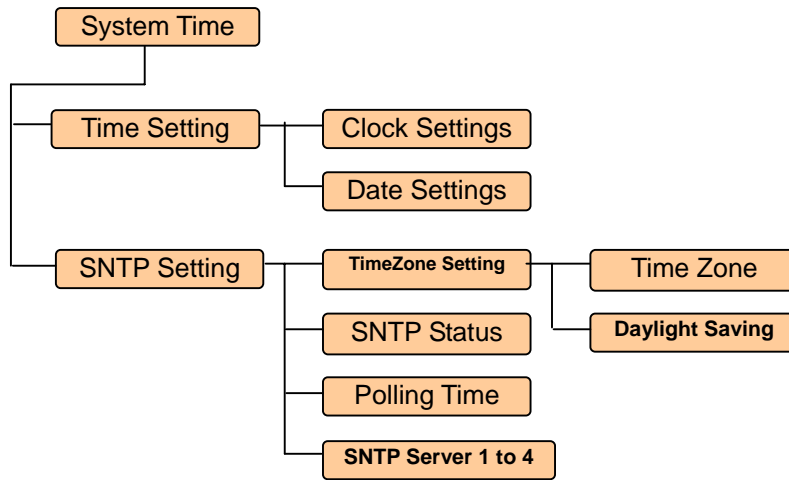 System Time
Time Setting
Clock Settings
Date Settings
SNTP Setting
TimeZone Setting
Time Zone
SNTP Status
Daylight Saving
Polling Time
SNTP Server 1 to 4